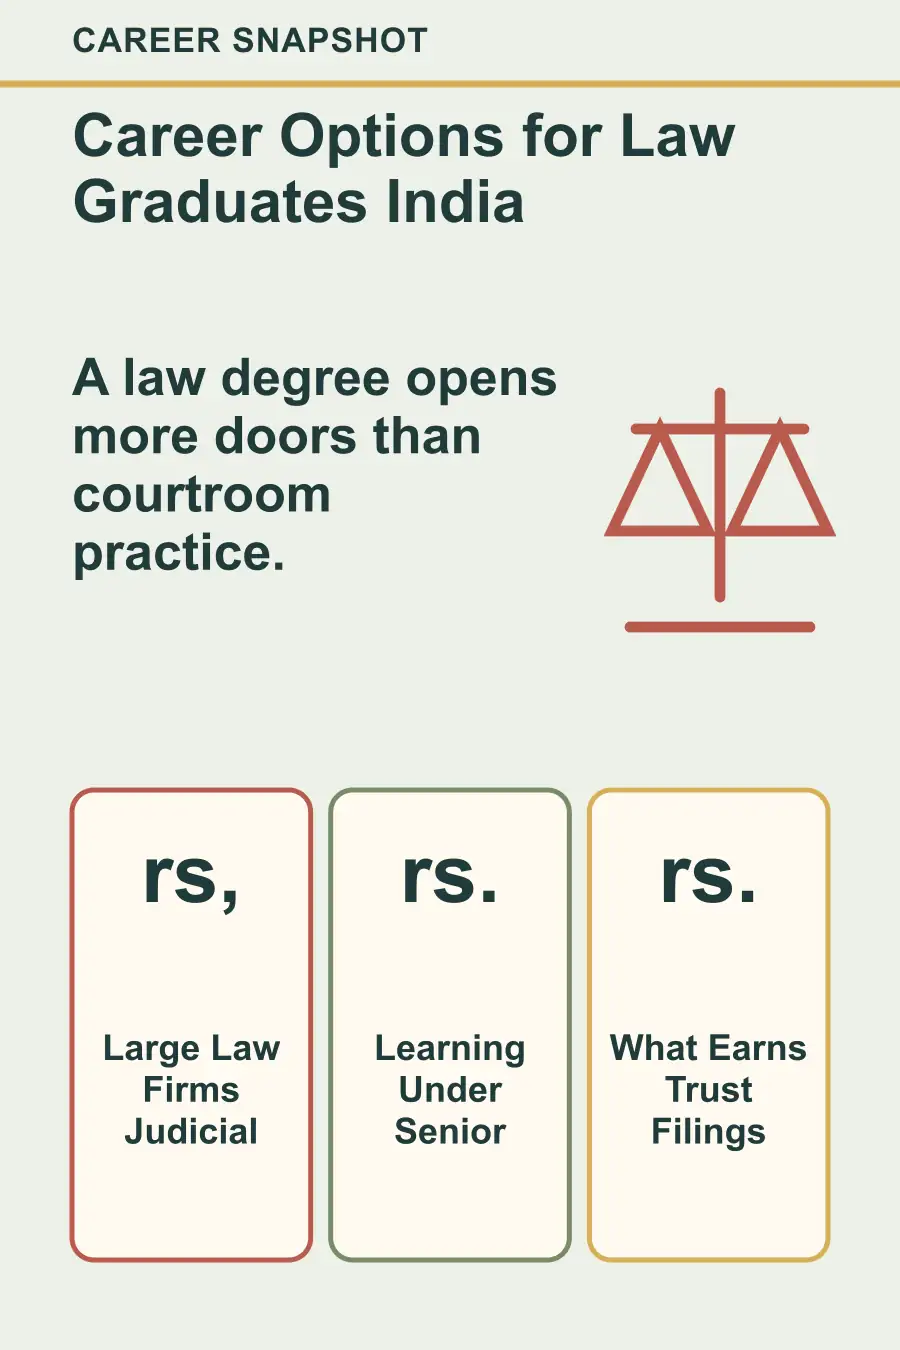 CAREER SNAPSHOT
Career Options for Law
Graduates India
A law degree opens
more doors than
courtroom
practice.
rs,
Large Law
Firms
Judicial
rs.
Learning
Under
Senior
rs.
What Earns
Trust
Filings